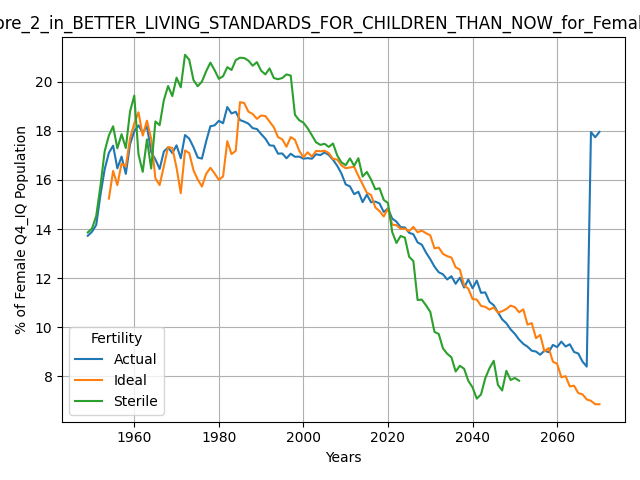 ore_2_in_BETTER_LIVING_STANDARDS_FOR_CHILDREN_THAN_NOW_for_Femal
% of Female Q4_IQ Population
20
18
16
14
12
10
8
Fertility
Actual
Ideal
Sterile
1960 1980 2000 2020 2040 2060
Years